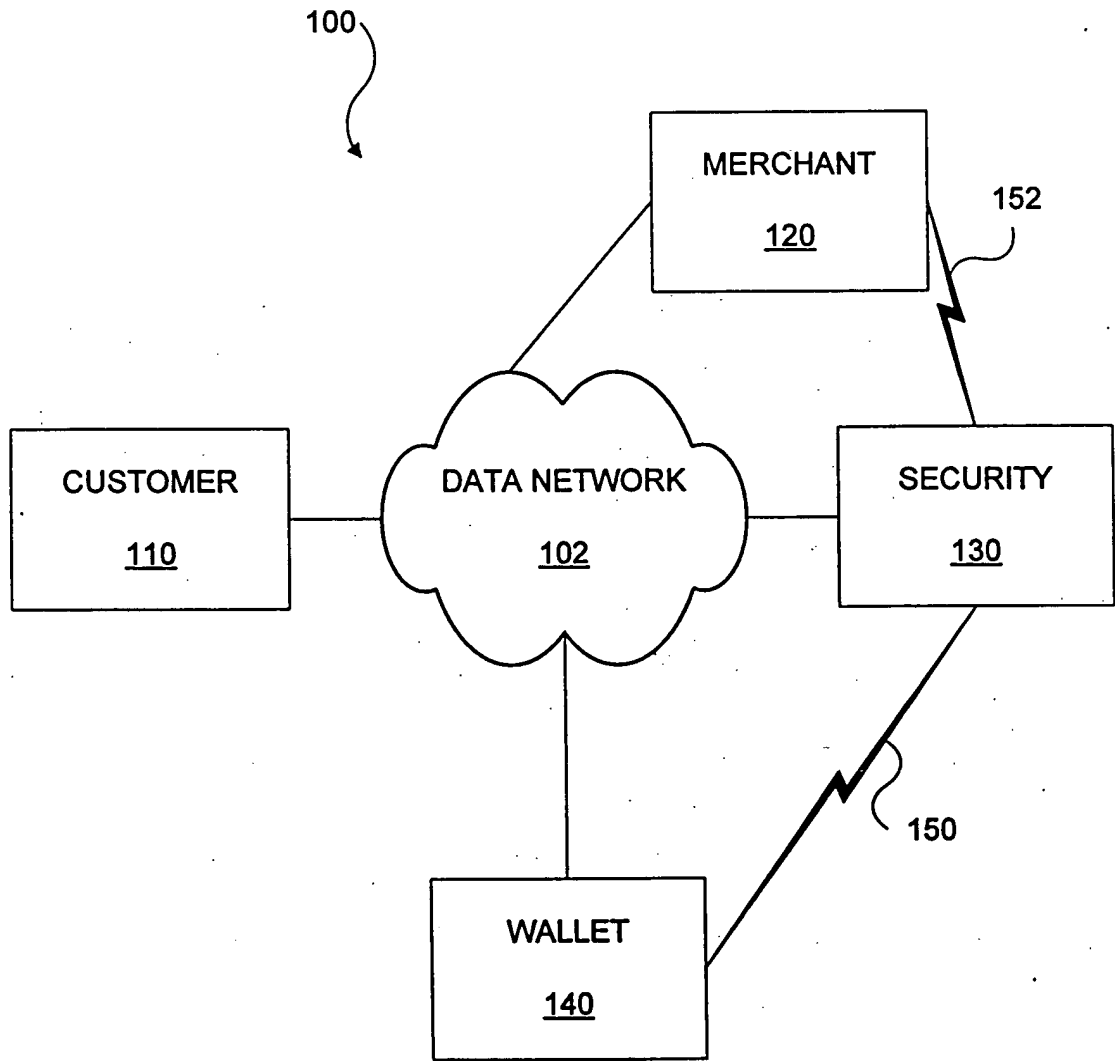 100
MERCHANT
120
152
CUSTOMER
110
DATA NETWORK
102
SECURITY
130
150
WALLET
140